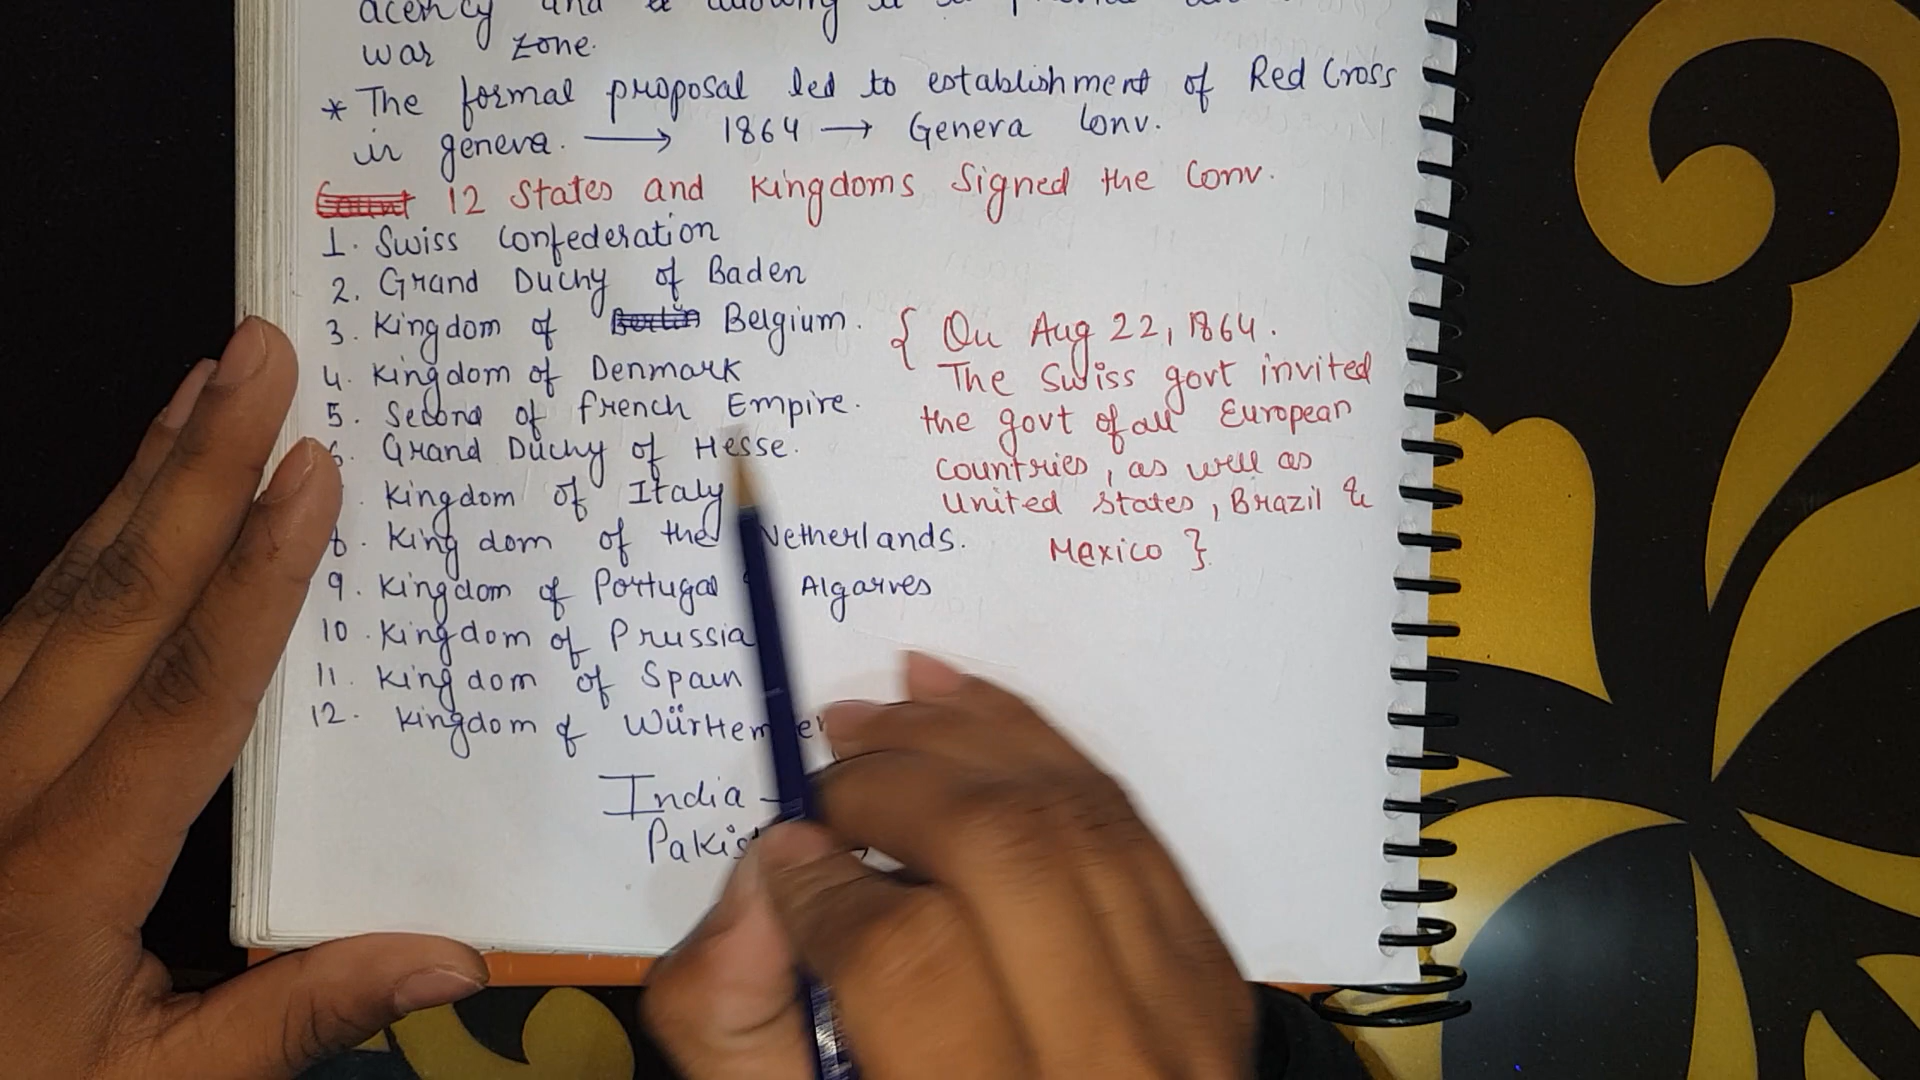 and
war zone.
* The formal proposal led to establishment of Red Cross
in geneva. → 1864 → Geneva Conv.
12 States and Kingdoms Signed the Conv.
1. Swiss Confederation
2. Grand Duchy of Baden
3. Kingdom of Belgium.
4. Kingdom of Denmark
5. Second of french Empire.
6. Grand Duchy of Hesse.
Kingdom of Italy
8. Kingdom of the Netherlands.
9. Kingdom of Portugal Algarves
10. Kingdom of Prussia
11. Kingdom of Spain
12. Kingdom of
India
{ On Aug 22, 1864.
The Swiss govt invited
the govt of all European
Countries, as well as
United States, Brazil &
Mexico }